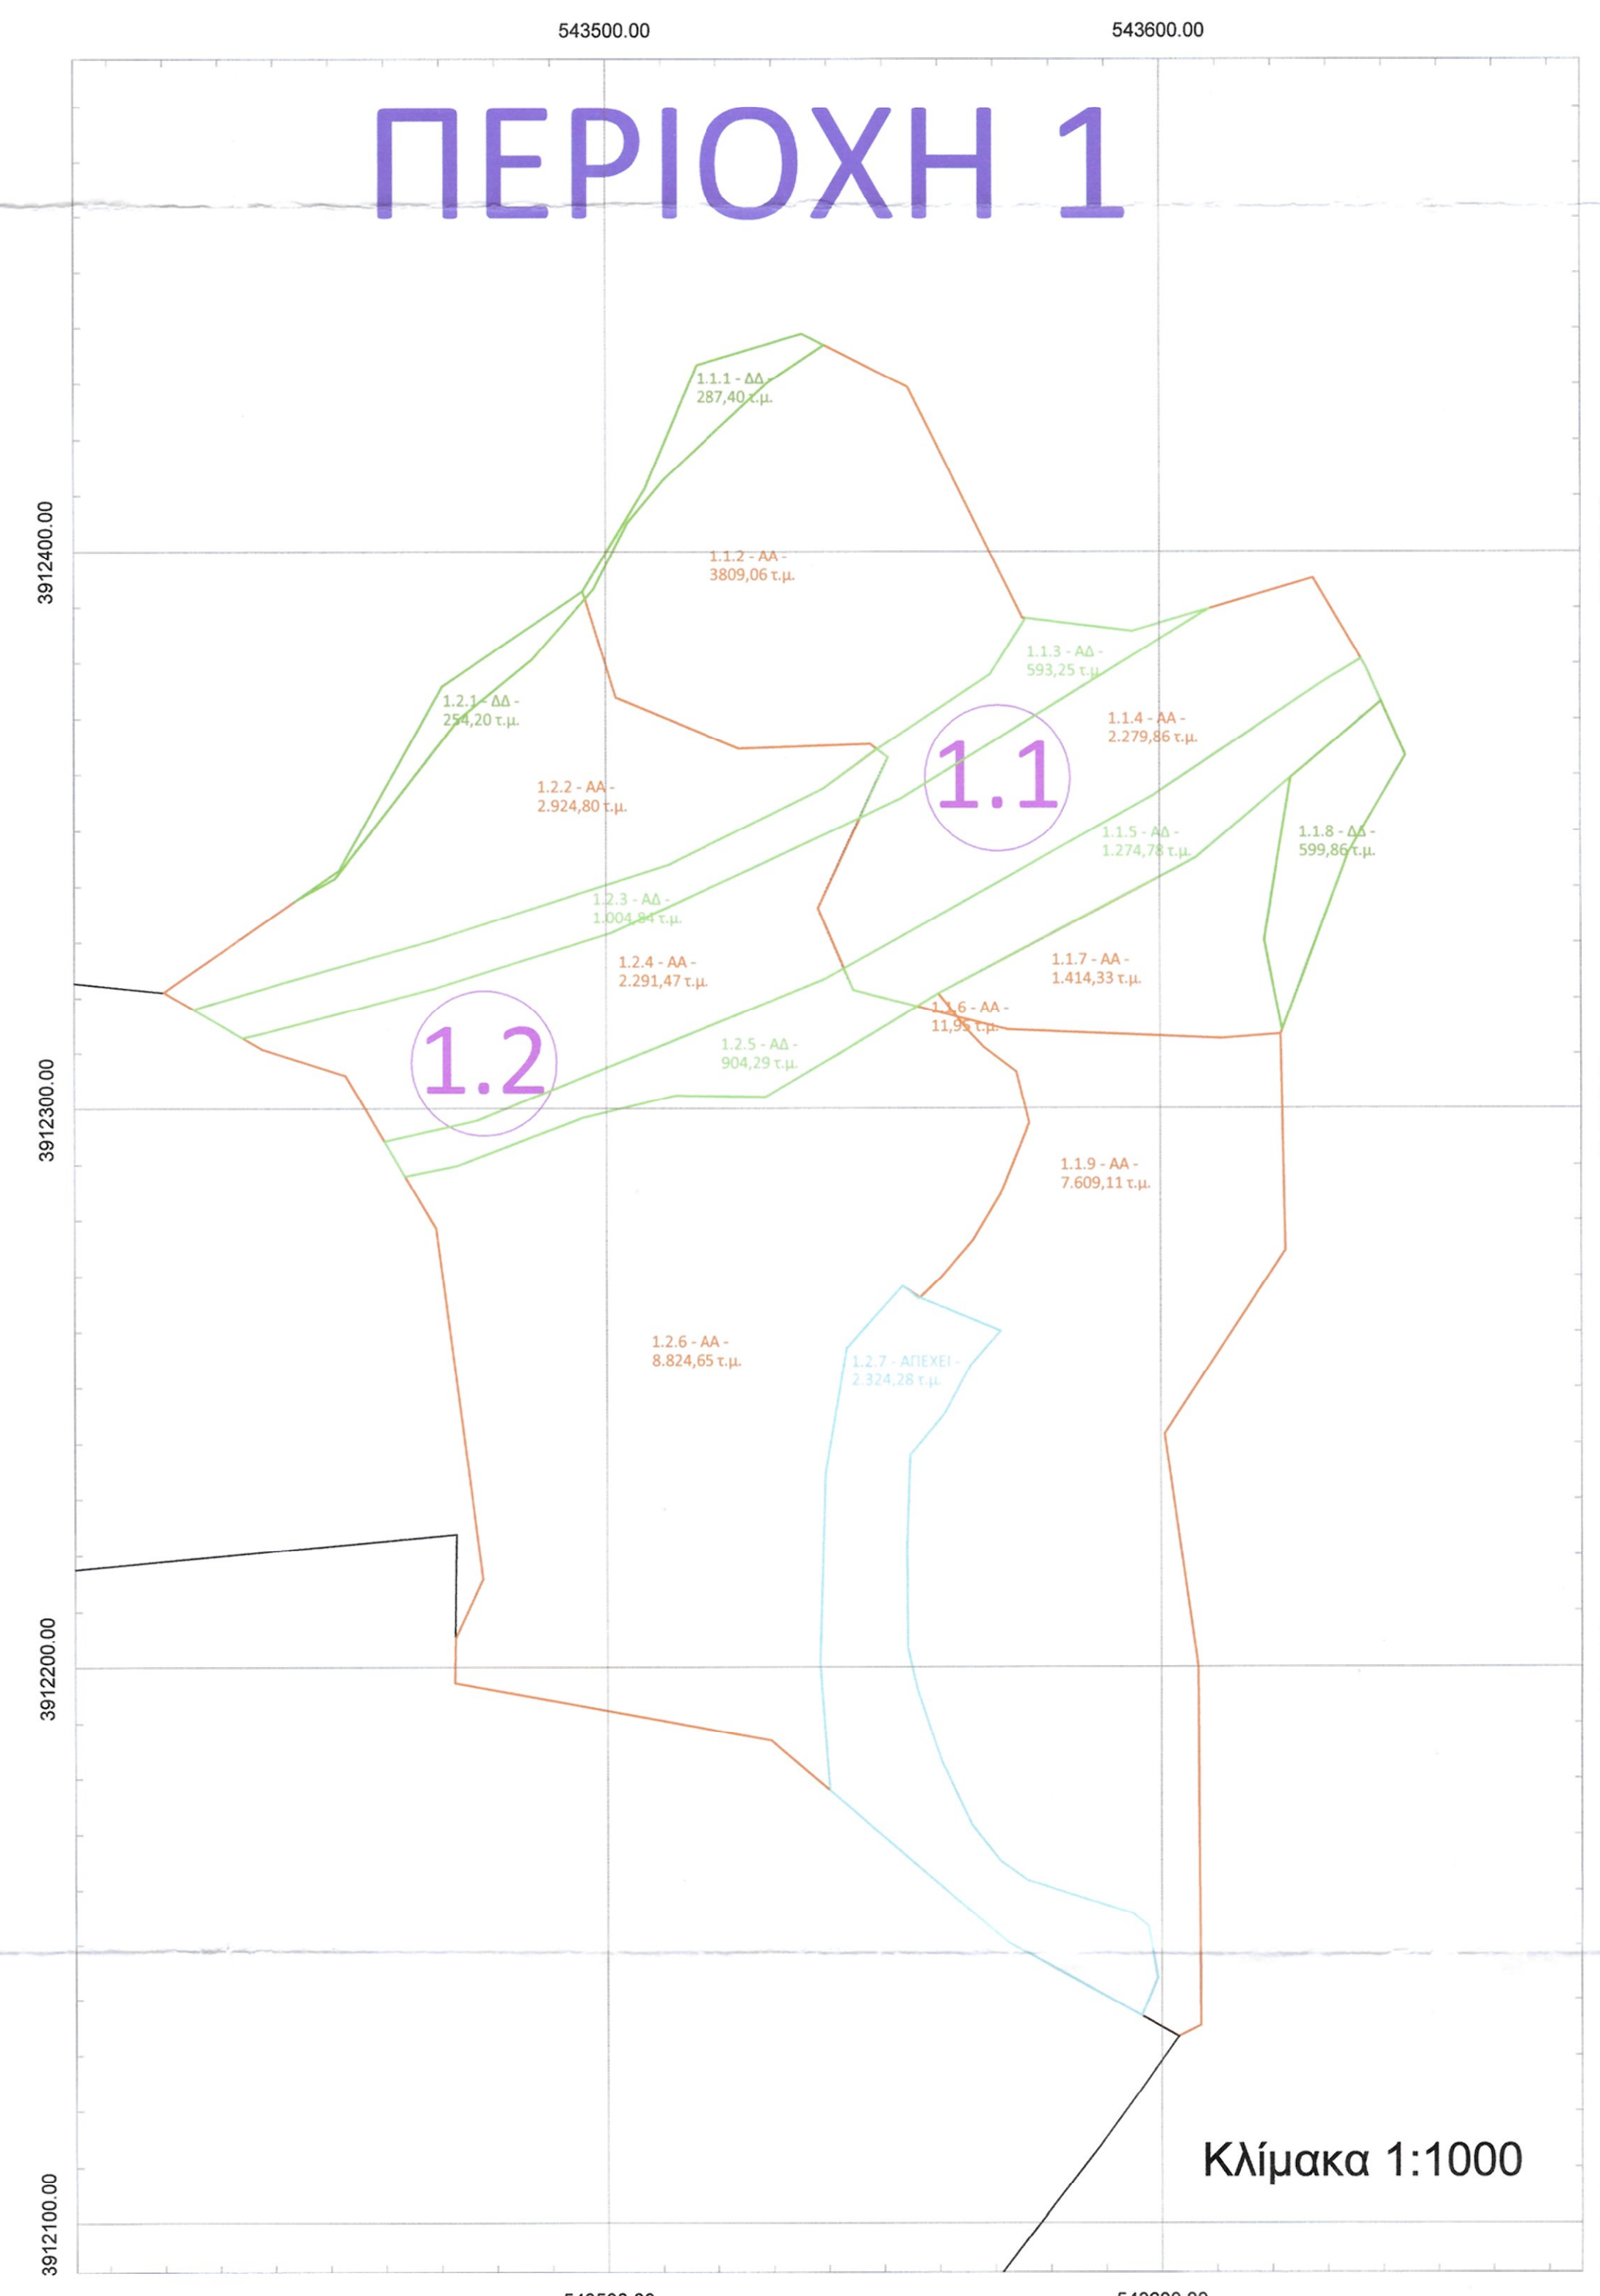 543500.00
543600.00
ΠΕΡΙΟΧΗ 1
1.1.1 - ΔΔ -
287,40 τ.μ.
3912400.00
1.1.2 - ΑΑ -
3809,06 τ.μ.
1.1.3 - ΑΔ -
593,25 τ.μ.
1.2.1 - ΔΔ -
254,20 τ.μ.
1.1.4 - ΑΑ -
2.279,86 τ.μ.
1.1
1.2.2 - ΑΑ -
2.924,80 τ.μ.
1.1.5 - ΑΔ -
1.274,78 τ.μ.
1.1.8 - ΔΔ -
599,86 τ.μ.
1.2.3 - ΑΔ -
1.004,84 τ.μ.
1.2.4 - ΑΑ -
2.291,47 τ.μ.
1.1.7 - ΑΑ -
1.414,33 τ.μ.
1.1.6 - ΑΑ -
11,95 τ.μ.
1.2
1.2.5 - ΑΔ -
904,29 τ.μ.
3912300.00
1.1.9 - ΑΑ -
7.609,11 τ.μ.
1.2.6 - ΑΑ -
8.824,65 τ.μ.
1.2.7 - ΑΠΕΧΕΙ -
2.324,28 τ.μ.
3912200.00
Κλίμακα 1:1000
3912100.00